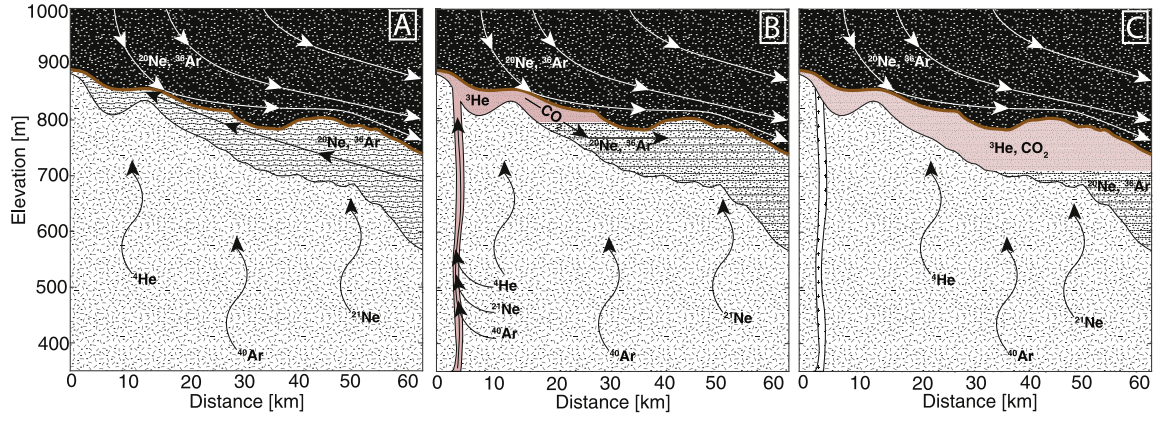 Elevation [m]
1000
900
800
700
600
500
400
A
²⁰Ne, ³⁶Ar
²⁰Ne, ³⁶Ar
⁴He
²¹Ne
⁴⁰Ar
0 10 20 30 40 50 60
Distance [km]
B
²⁰Ne, ³⁶Ar
³He
CO₂
²⁰Ne, ³⁶Ar
⁴He
²¹Ne
⁴⁰Ar
²¹Ne
⁴⁰Ar
0 10 20 30 40 50 60
Distance [km]
C
²⁰Ne, ³⁶Ar
³He, CO₂
²⁰Ne, ³⁶Ar
⁴He
²¹Ne
⁴⁰Ar
0 10 20 30 40 50 60
Distance [km]